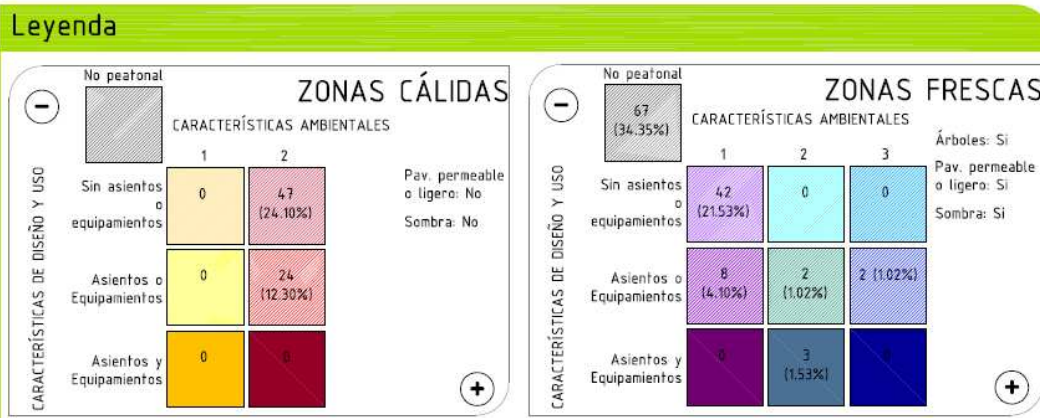 Leyenda
No peatonal
ZONAS CÁLIDAS
CARACTERÍSTICAS AMBIENTALES
1 2
CARACTERÍSTICAS DE DISEÑO Y USO
Sin asientos
o
equipamientos
0
47
(24.10%)
Pav. permeable
o ligero: No
Sombra: No
Asientos o
Equipamientos
0
24
(12.30%)
Asientos y
Equipamientos
0
0
No peatonal
67
(34.35%)
ZONAS FRESCAS
CARACTERÍSTICAS AMBIENTALES
1 2 3
Árboles: Si
Pav. permeable
o ligero: Si
Sombra: Si
CARACTERÍSTICAS DE DISEÑO Y USO
Sin asientos
o
equipamientos
42
(21.53%)
0
0
Asientos o
Equipamientos
8
(4.10%)
2
(1.02%)
2 (1.02%)
Asientos y
Equipamientos
0
3
(1.53%)
0